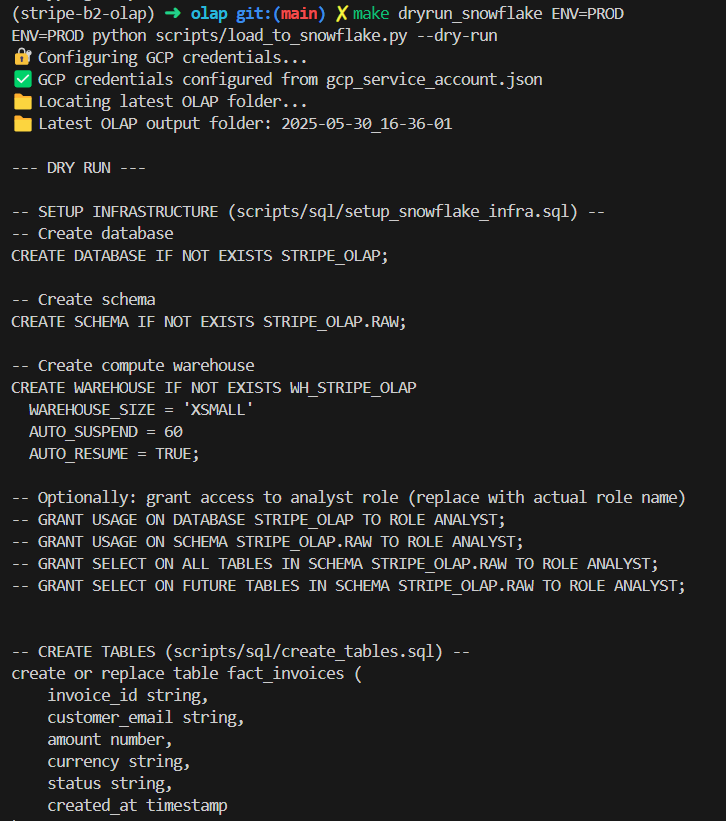 (stripe-b2-olap) ➜ olap git:(main) ✗ make dryrun_snowflake ENV=PROD
ENV=PROD python scripts/load_to_snowflake.py --dry-run
🔐 Configuring GCP credentials...
✅ GCP credentials configured from gcp_service_account.json
📁 Locating latest OLAP folder...
📁 Latest OLAP output folder: 2025-05-30_16-36-01

--- DRY RUN ---

-- SETUP INFRASTRUCTURE (scripts/sql/setup_snowflake_infra.sql) --
-- Create database
CREATE DATABASE IF NOT EXISTS STRIPE_OLAP;

-- Create schema
CREATE SCHEMA IF NOT EXISTS STRIPE_OLAP.RAW;

-- Create compute warehouse
CREATE WAREHOUSE IF NOT EXISTS WH_STRIPE_OLAP
  WAREHOUSE_SIZE = 'XSMALL'
  AUTO_SUSPEND = 60
  AUTO_RESUME = TRUE;

-- Optionally: grant access to analyst role (replace with actual role name)
-- GRANT USAGE ON DATABASE STRIPE_OLAP TO ROLE ANALYST;
-- GRANT USAGE ON SCHEMA STRIPE_OLAP.RAW TO ROLE ANALYST;
-- GRANT SELECT ON ALL TABLES IN SCHEMA STRIPE_OLAP.RAW TO ROLE ANALYST;
-- GRANT SELECT ON FUTURE TABLES IN SCHEMA STRIPE_OLAP.RAW TO ROLE ANALYST;


-- CREATE TABLES (scripts/sql/create_tables.sql) --
create or replace table fact_invoices (
    invoice_id string,
    customer_email string,
    amount number,
    currency string,
    status string,
    created_at timestamp